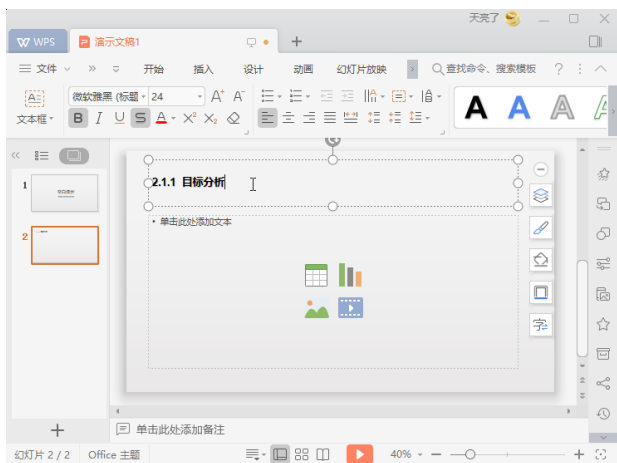 天亮了
WPS 演示文稿1
文件 开始 插入 设计 动画 幻灯片放映 查找命令、搜索模板
微软雅黑 (标题 24 A⁺ A⁻
文本框 B I U S A X² X₂ A A A
1
2.1.1 目标分析
2
• 单击此处添加文本
单击此处添加备注
幻灯片 2 / 2 Office 主题 40%